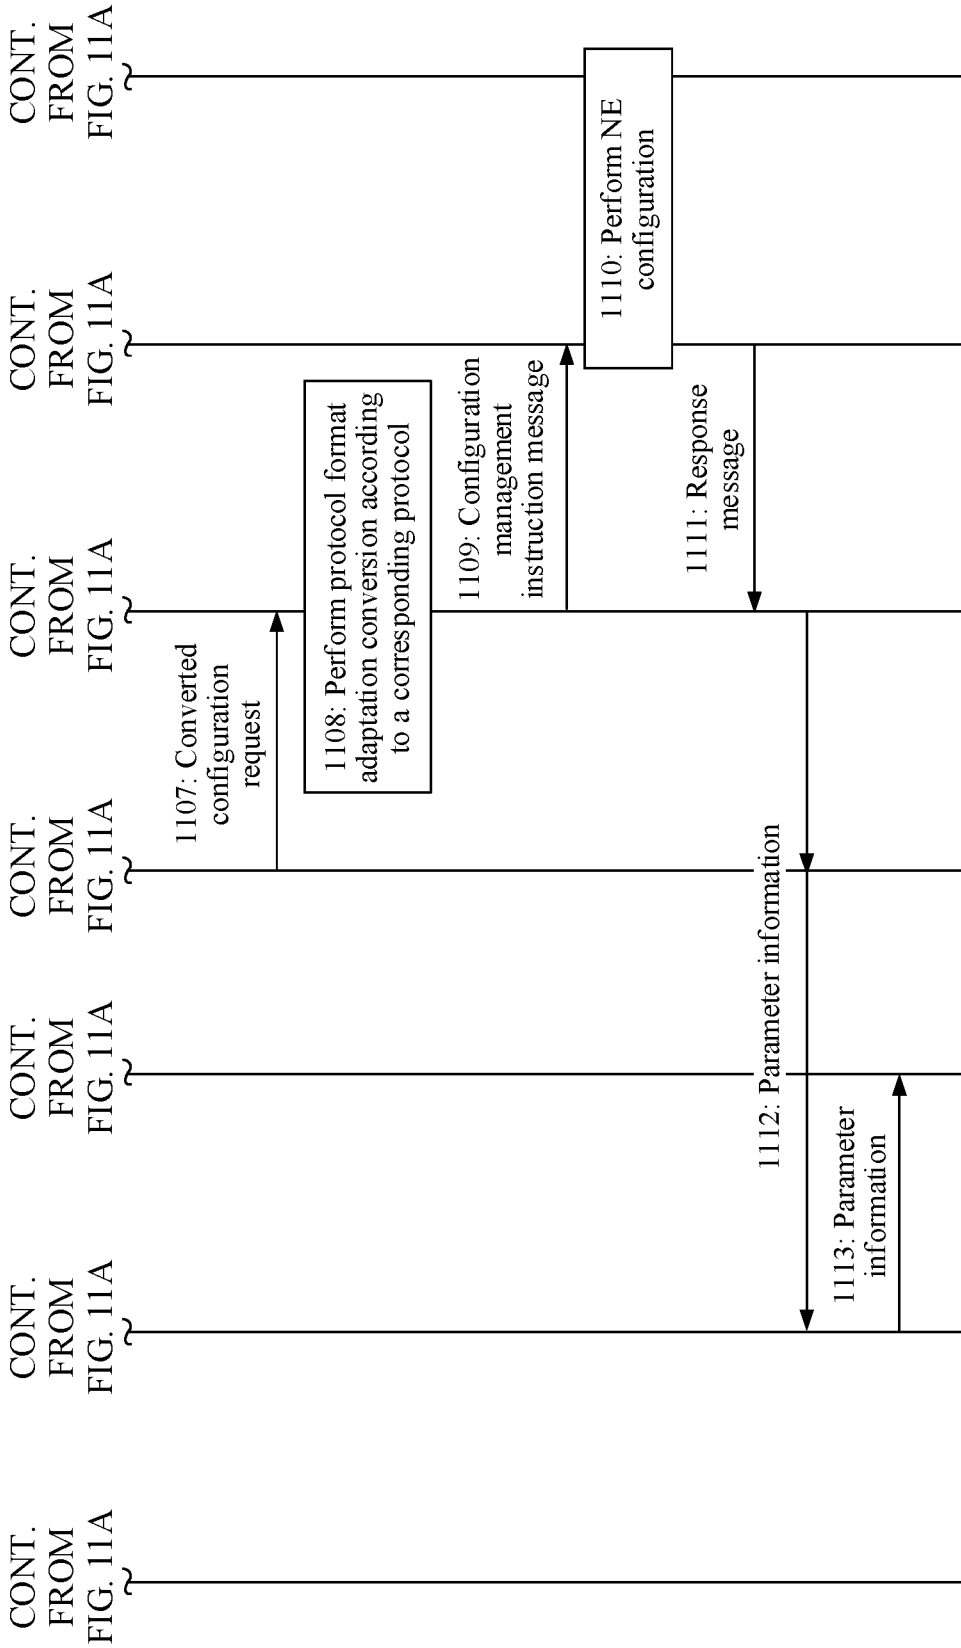 CONT.
FROM
FIG. 11A
CONT.
FROM
FIG. 11A
CONT.
FROM
FIG. 11A
CONT.
FROM
FIG. 11A
CONT.
FROM
FIG. 11A
CONT.
FROM
FIG. 11A
CONT.
FROM
FIG. 11A
1107: Converted
configuration
request
1108: Perform protocol format
adaptation conversion according
to a corresponding protocol
1109: Configuration
management
instruction message
1110: Perform NE
configuration
1111: Response
message
1112: Parameter information
1113: Parameter
information